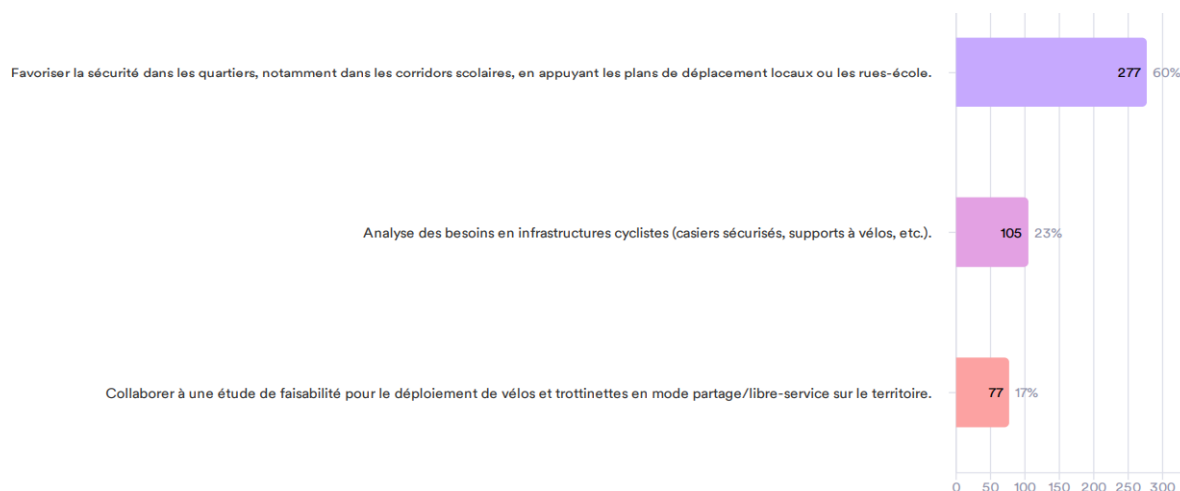 Favoriser la sécurité dans les quartiers, notamment dans les corridors scolaires, en appuyant les plans de déplacement locaux ou les rues-école.
277 60%
Analyse des besoins en infrastructures cyclistes (casiers sécurisés, supports à vélos, etc.).
105 23%
Collaborer à une étude de faisabilité pour le déploiement de vélos et trottinettes en mode partage/libre-service sur le territoire.
77 17%
0 50 100 150 200 250 300